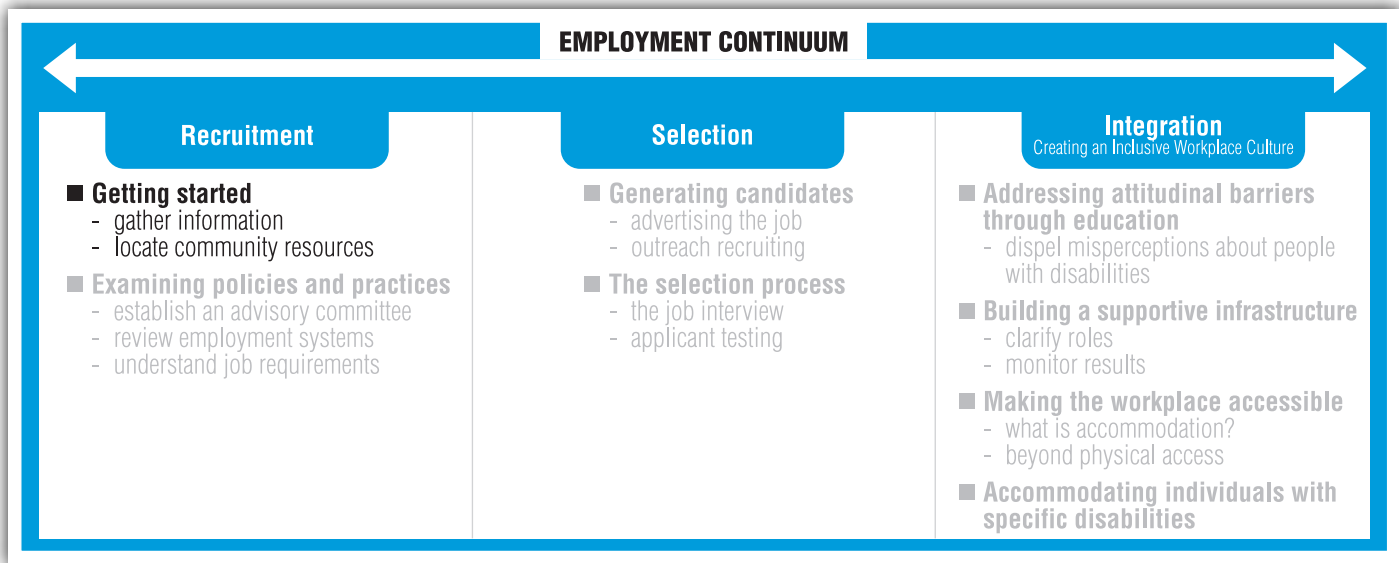 EMPLOYMENT CONTINUUM
Recruitment
■ Getting started
- gather information
- locate community resources
■ Examining policies and practices
- establish an advisory committee
- review employment systems
- understand job requirements
Selection
■ Generating candidates
- advertising the job
- outreach recruiting
■ The selection process
- the job interview
- applicant testing
Integration
Creating an Inclusive Workplace Culture
■ Addressing attitudinal barriers
through education
- dispel misperceptions about people
with disabilities
■ Building a supportive infrastructure
- clarify roles
- monitor results
■ Making the workplace accessible
- what is accommodation?
- beyond physical access
■ Accommodating individuals with
specific disabilities